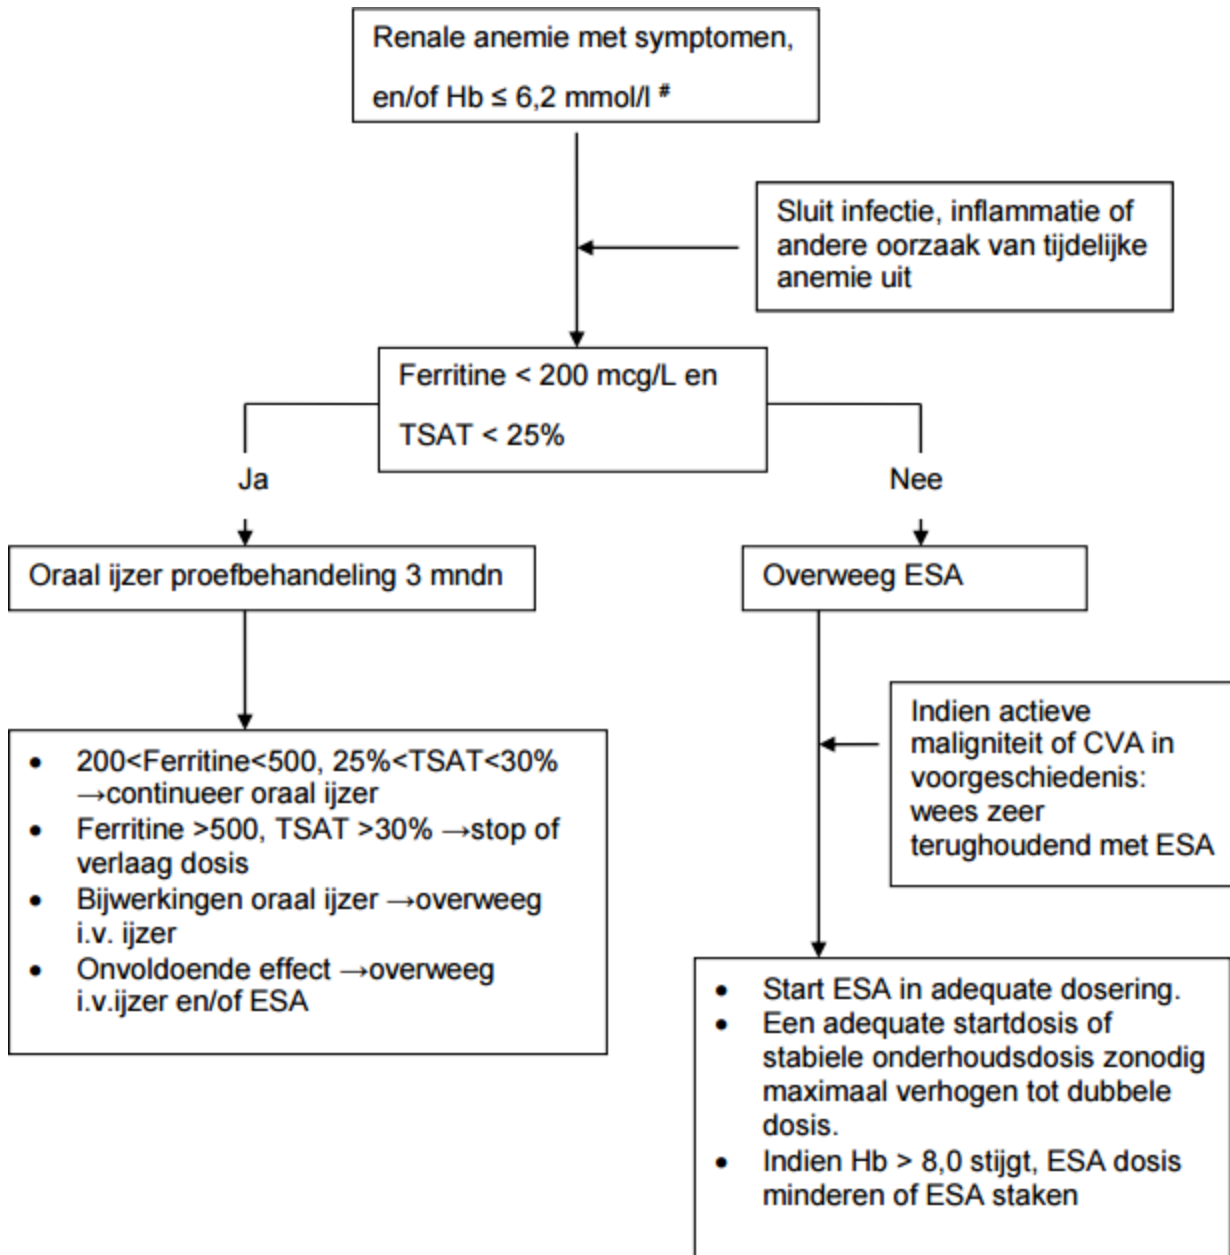 Renale anemie met symptomen,
en/of Hb ≤ 6,2 mmol/l #
Sluit infectie, inflammatie of
andere oorzaak van tijdelijke
anemie uit
Ferritine < 200 mcg/L en
TSAT < 25%
Ja
Nee
Oraal ijzer proefbehandeling 3 mndn
Overweeg ESA
Indien actieve
maligniteit of CVA in
voorgeschiedenis:
wees zeer
terughoudend met ESA
• 200<Ferritine<500, 25%<TSAT<30%
→continueer oraal ijzer
• Ferritine >500, TSAT >30% →stop of
verlaag dosis
• Bijwerkingen oraal ijzer →overweeg
i.v. ijzer
• Onvoldoende effect →overweeg
i.v.ijzer en/of ESA
• Start ESA in adequate dosering.
• Een adequate startdosis of
stabiele onderhoudsdosis zonodig
maximaal verhogen tot dubbele
dosis.
• Indien Hb > 8,0 stijgt, ESA dosis
minderen of ESA staken